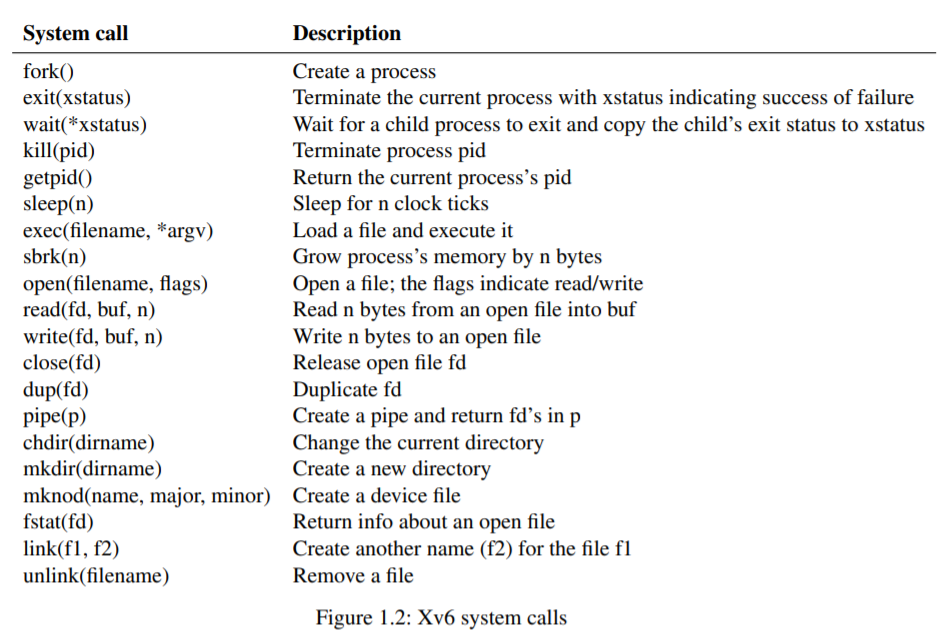 System call Description
fork() Create a process
exit(xstatus) Terminate the current process with xstatus indicating success of failure
wait(*xstatus) Wait for a child process to exit and copy the child’s exit status to xstatus
kill(pid) Terminate process pid
getpid() Return the current process’s pid
sleep(n) Sleep for n clock ticks
exec(filename, *argv) Load a file and execute it
sbrk(n) Grow process’s memory by n bytes
open(filename, flags) Open a file; the flags indicate read/write
read(fd, buf, n) Read n bytes from an open file into buf
write(fd, buf, n) Write n bytes to an open file
close(fd) Release open file fd
dup(fd) Duplicate fd
pipe(p) Create a pipe and return fd’s in p
chdir(dirname) Change the current directory
mkdir(dirname) Create a new directory
mknod(name, major, minor) Create a device file
fstat(fd) Return info about an open file
link(f1, f2) Create another name (f2) for the file f1
unlink(filename) Remove a file
Figure 1.2: Xv6 system calls